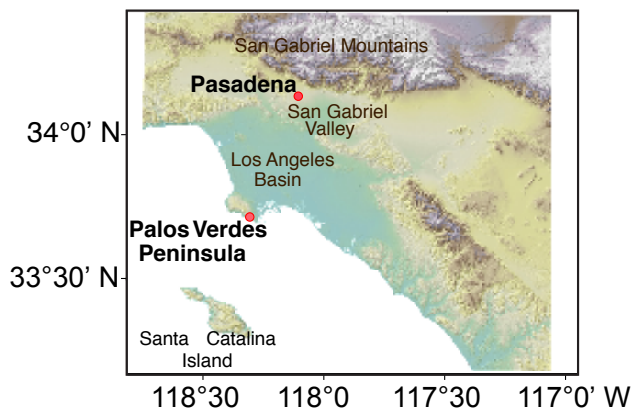 San Gabriel Mountains
Pasadena
San Gabriel
Valley
34°0’ N
Los Angeles
Basin
Palos Verdes
Peninsula
33°30’ N
Santa Catalina
Island
118°30’ 118°0’ 117°30’ 117°0’ W